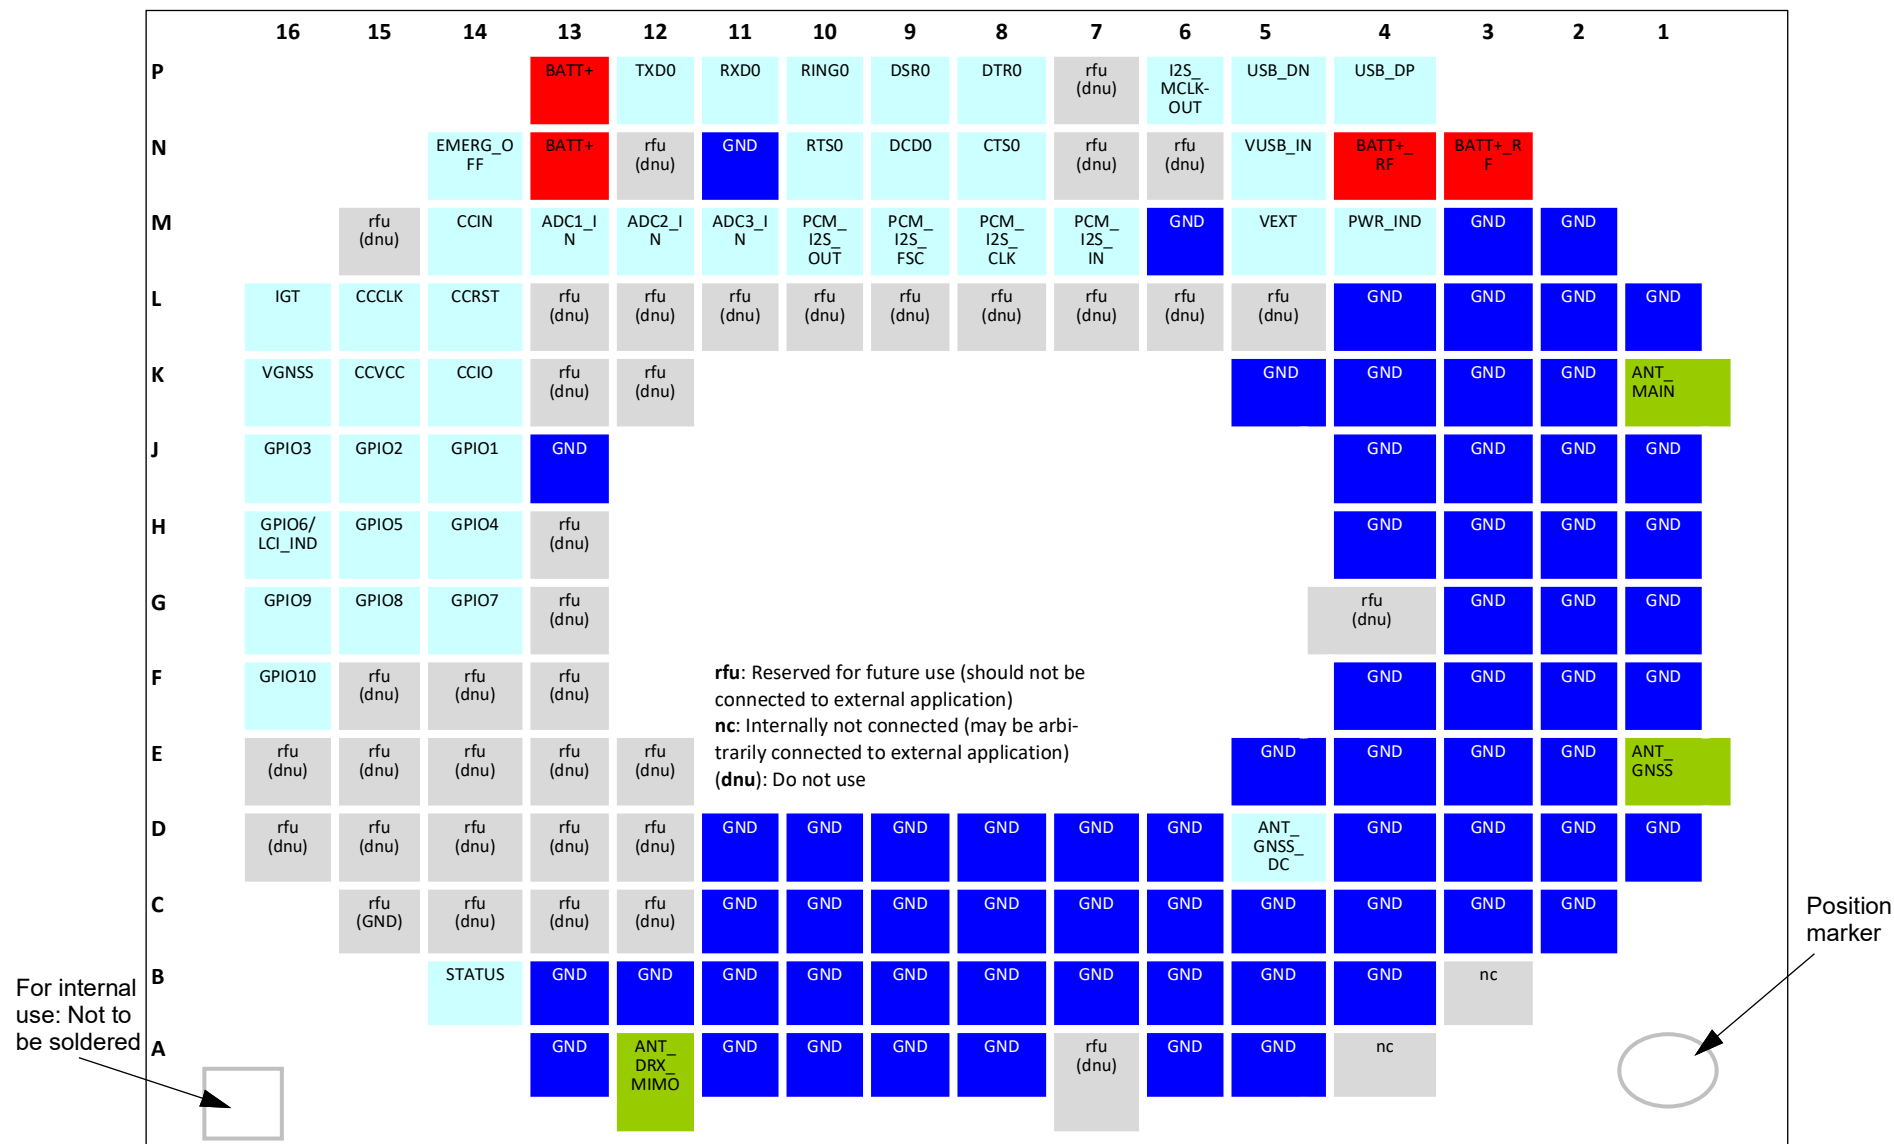 16 15 14 13 12 11 10 9 8 7 6 5 4 3 2 1
P BATT+ TXD0 RXD0 RING0 DSR0 DTR0 rfu (dnu) I2S_ MCLK- OUT USB_DN USB_DP
N EMERG_O FF BATT+ rfu (dnu) GND RTS0 DCD0 CTS0 rfu (dnu) rfu (dnu) VUSB_IN BATT+_ RF BATT+_R F
M rfu (dnu) CCIN ADC1_I N ADC2_I N ADC3_I N PCM_ I2S_ OUT PCM_ I2S_ FSC PCM_ I2S_ CLK PCM_ I2S_ IN GND VEXT PWR_IND GND GND
L IGT CCCLK CCRST rfu (dnu) rfu (dnu) rfu (dnu) rfu (dnu) rfu (dnu) rfu (dnu) rfu (dnu) rfu (dnu) rfu (dnu) GND GND GND GND
K VGNSS CCVCC CCIO rfu (dnu) rfu (dnu) GND GND GND GND ANT_ MAIN
J GPIO3 GPIO2 GPIO1 GND GND GND GND GND
H GPIO6/ LCI_IND GPIO5 GPIO4 rfu (dnu) GND GND GND GND
G GPIO9 GPIO8 GPIO7 rfu (dnu) rfu (dnu) GND GND GND
F GPIO10 rfu (dnu) rfu (dnu) rfu (dnu) GND GND GND GND
rfu: Reserved for future use (should not be
connected to external application)
nc: Internally not connected (may be arbi-
trarily connected to external application)
(dnu): Do not use
E rfu (dnu) rfu (dnu) rfu (dnu) rfu (dnu) rfu (dnu) GND GND GND GND ANT_ GNSS
D rfu (dnu) rfu (dnu) rfu (dnu) rfu (dnu) rfu (dnu) GND GND GND GND GND GND ANT_ GNSS_ DC GND GND GND GND
C rfu (GND) rfu (dnu) rfu (dnu) rfu (dnu) GND GND GND GND GND GND GND GND GND GND
B STATUS GND GND GND GND GND GND GND GND GND GND nc
A GND ANT_ DRX_ MIMO GND GND GND GND rfu (dnu) GND GND nc
Position
marker
For internal
use: Not to
be soldered